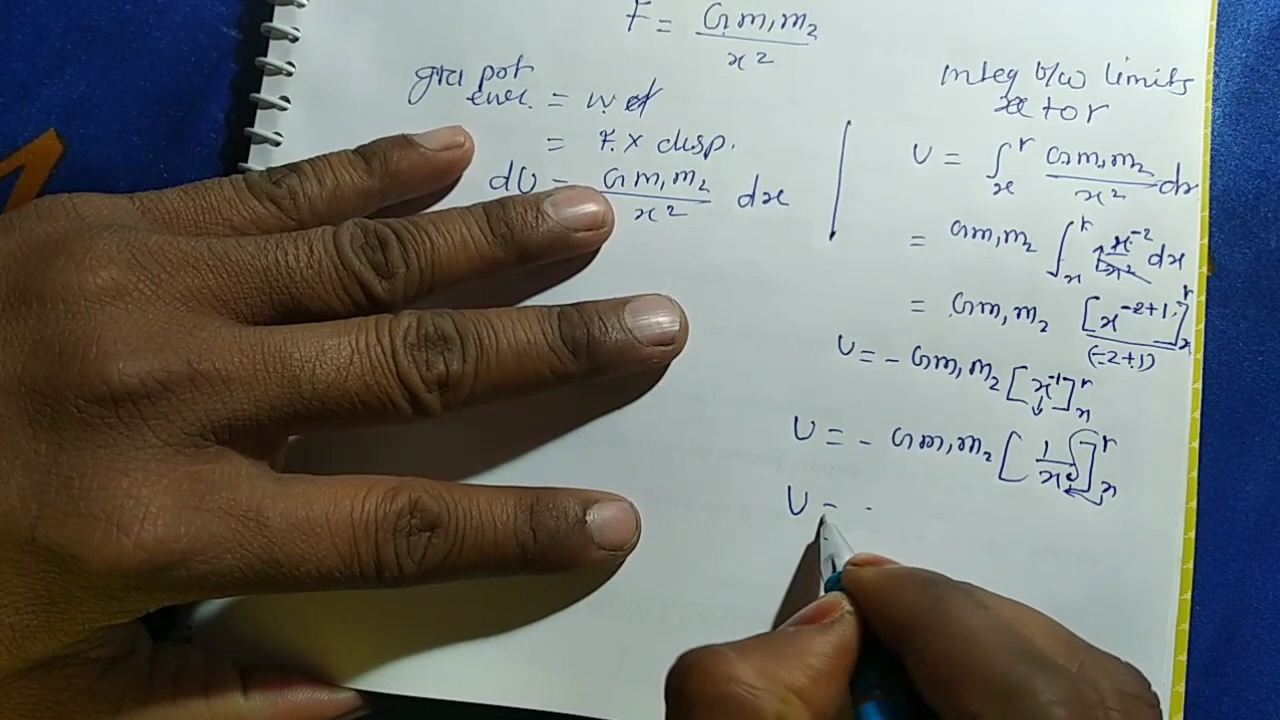 F = Gm₁m₂ / x²
gra pot ener. = w.d
= F. x disp.
dU = Gm₁m₂ / x² dx
integ b/w limits
x to r
U = ∫ₓʳ Gm₁m₂ / x² dx
= Gm₁m₂ ∫ₓʳ x⁻² dx
= Gm₁m₂ [x⁻²⁺¹]ₓʳ / (-2+1)
U = - Gm₁m₂ [x⁻¹]ₓʳ
U = - Gm₁m₂ [1/x]ₓʳ
U = -